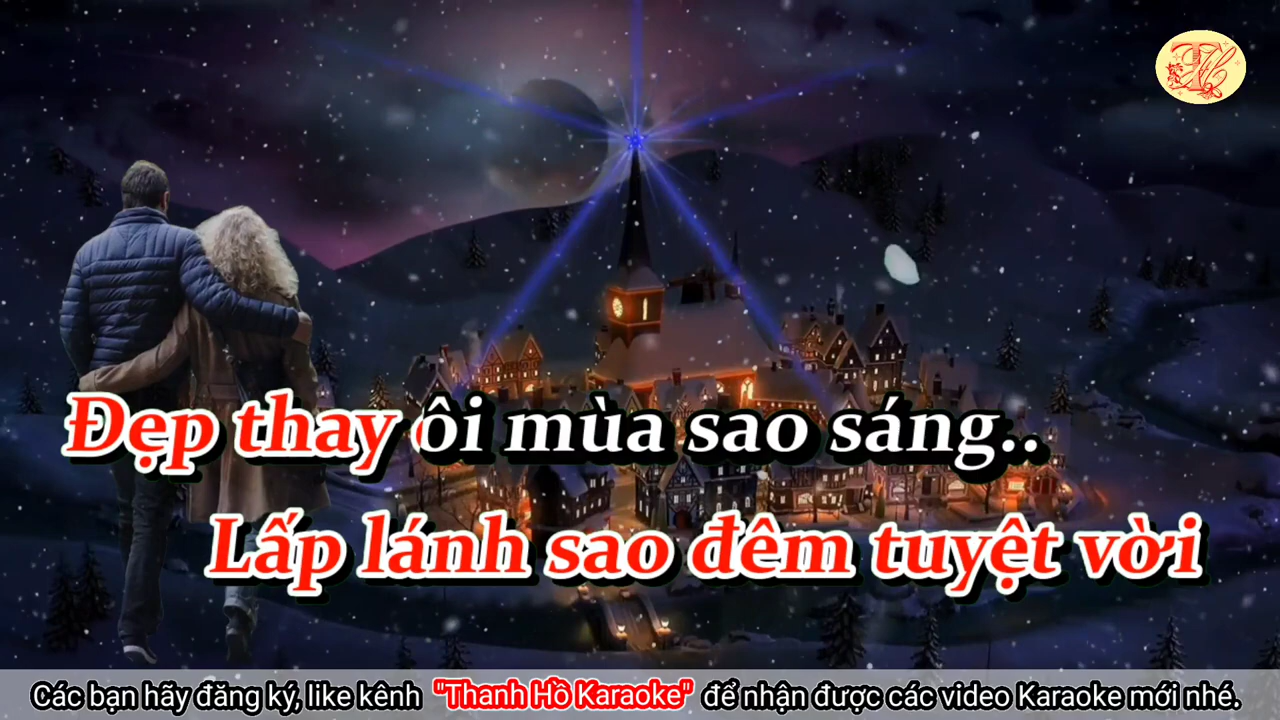 Đẹp thay ôi mùa sao sáng..
Lấp lánh sao đêm tuyệt vời
Các bạn hãy đăng ký, like kênh "Thanh Hồ Karaoke" để nhận được các video Karaoke mới nhé.